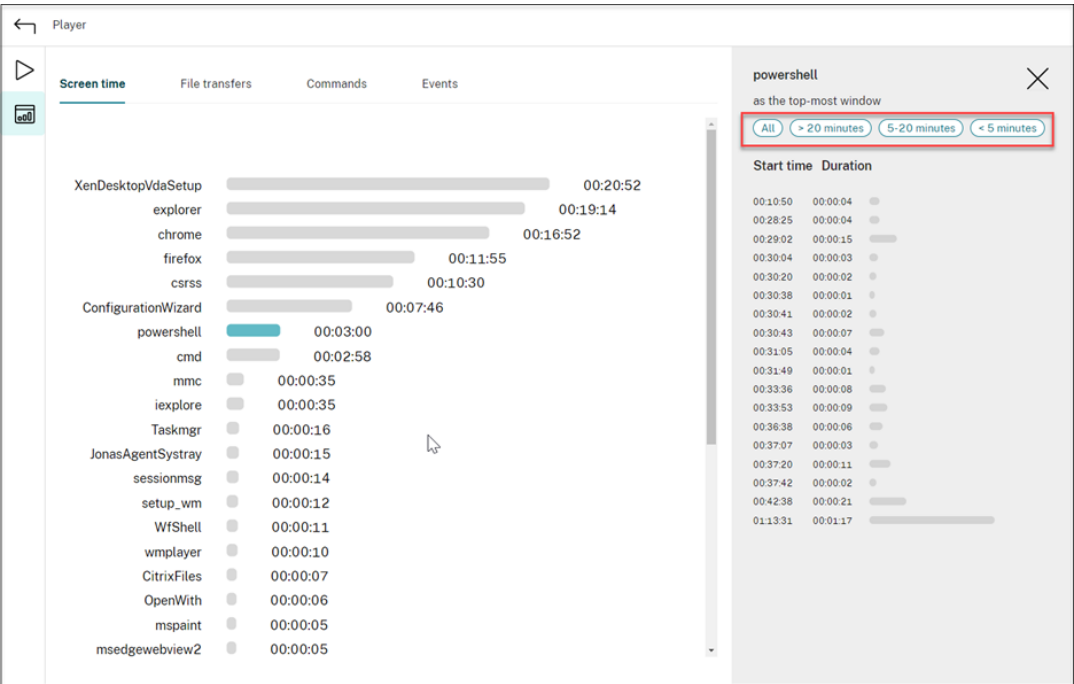 Player
Screen time File transfers Commands Events
XenDesktopVdaSetup 00:20:52
explorer 00:19:14
chrome 00:16:52
firefox 00:11:55
csrss 00:10:30
ConfigurationWizard 00:07:46
powershell 00:03:00
cmd 00:02:58
mmc 00:00:35
iexplore 00:00:35
Taskmgr 00:00:16
JonasAgentSystray 00:00:15
sessionmsg 00:00:14
setup_wm 00:00:12
WfShell 00:00:11
wmplayer 00:00:10
CitrixFiles 00:00:07
OpenWith 00:00:06
mspaint 00:00:05
msedgewebview2 00:00:05
powershell
as the top-most window
All > 20 minutes 5-20 minutes < 5 minutes
Start time Duration
00:10:50 00:00:04
00:28:25 00:00:04
00:29:02 00:00:15
00:30:04 00:00:03
00:30:20 00:00:02
00:30:38 00:00:01
00:30:41 00:00:02
00:30:43 00:00:07
00:31:05 00:00:04
00:31:49 00:00:01
00:33:36 00:00:08
00:33:53 00:00:09
00:36:38 00:00:06
00:37:07 00:00:03
00:37:20 00:00:11
00:37:42 00:00:02
00:42:38 00:00:21
01:13:31 00:01:17